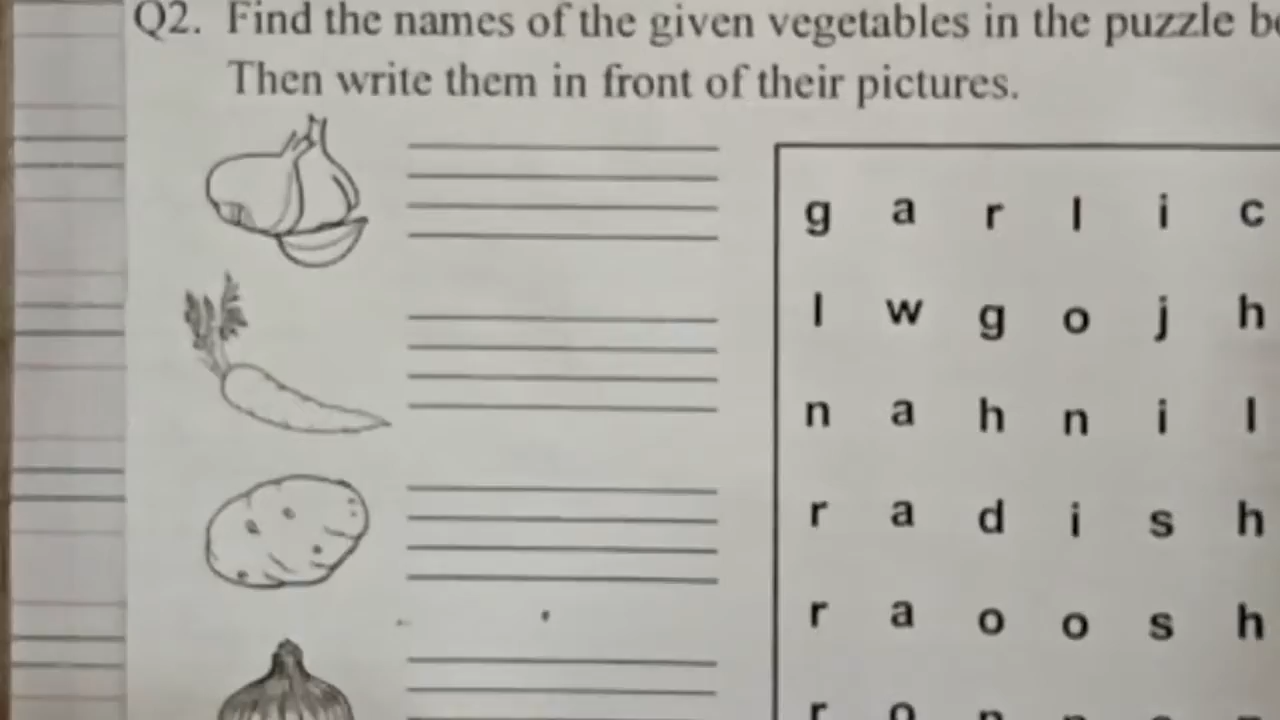 Q2. Find the names of the given vegetables in the puzzle
Then write them in front of their pictures.
g a r l i c
l w g o j h
n a h n i l
r a d i s h
r a o o s h